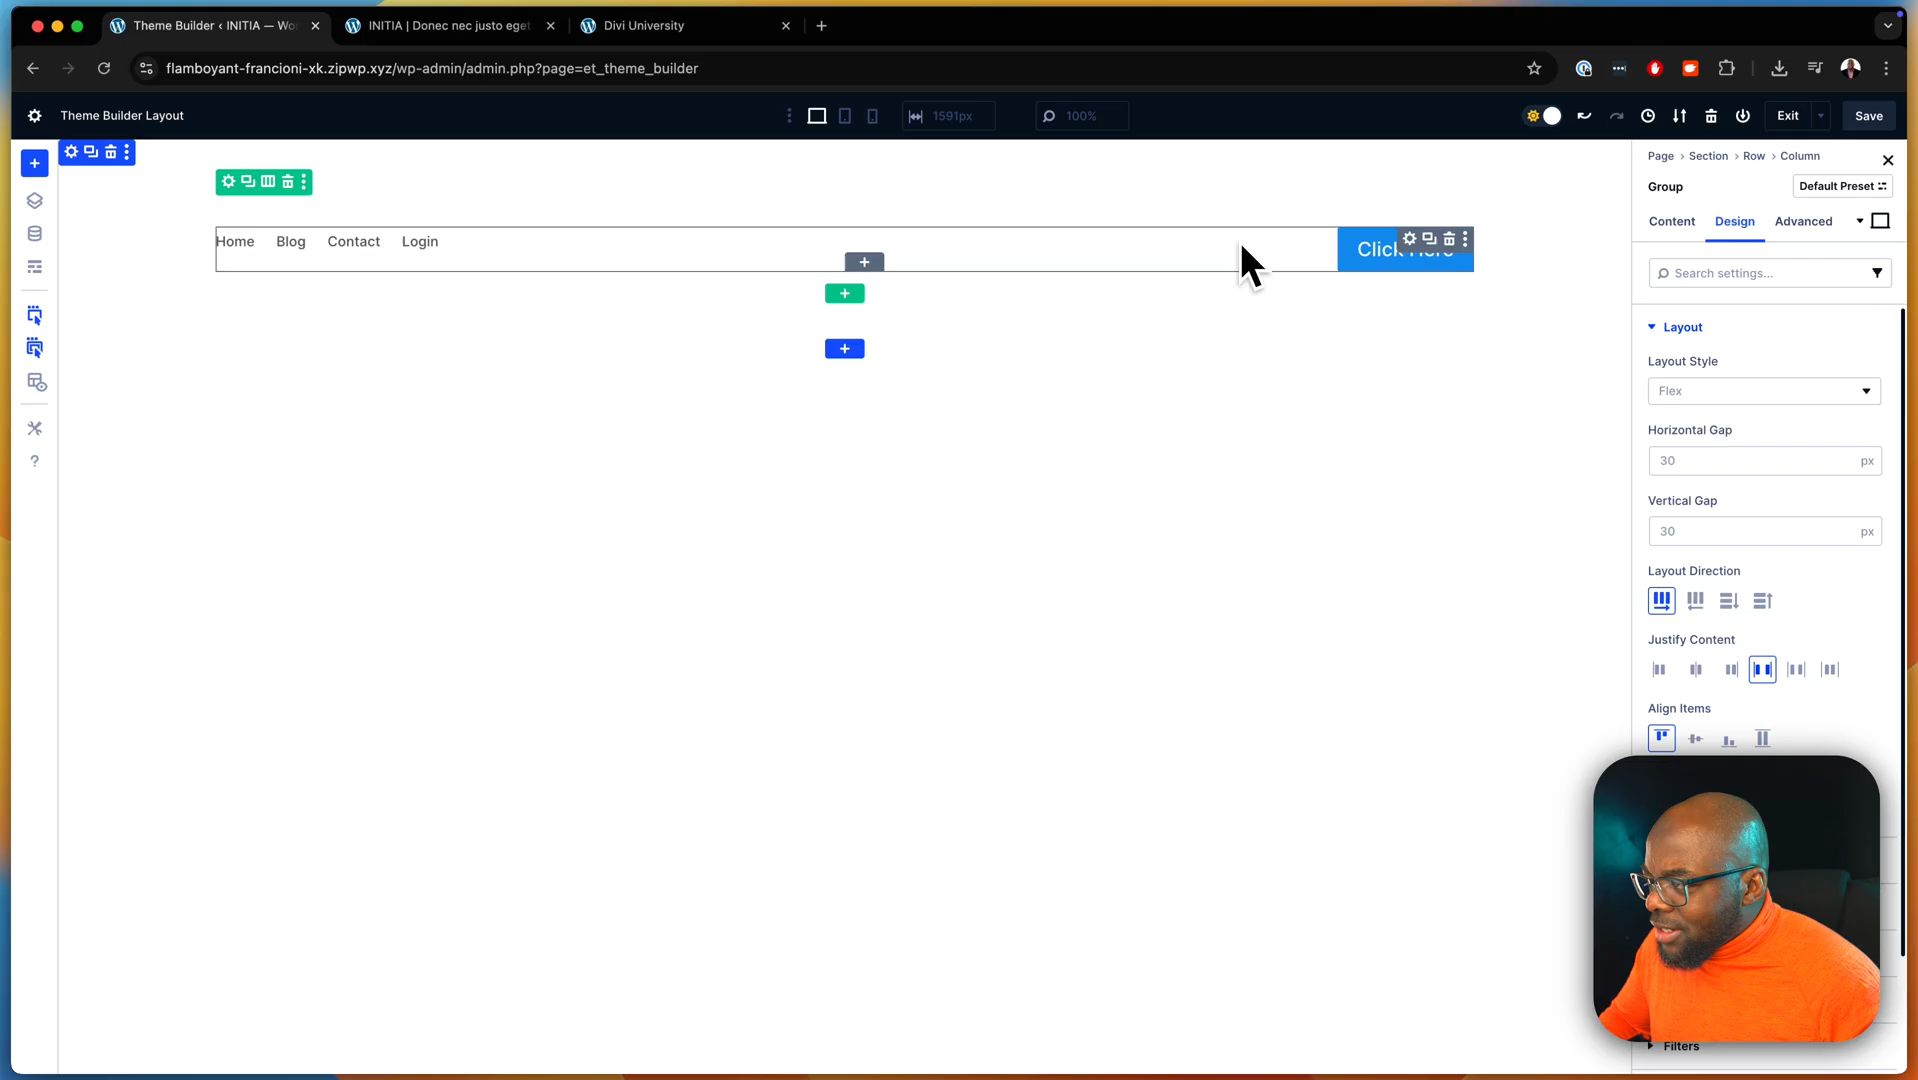 Theme Builder ‹ INITIA — Wo
INITIA | Donec nec justo eget
Divi University
flamboyant-francioni-xk.zipwp.xyz/wp-admin/admin.php?page=et_theme_builder
Theme Builder Layout
1591px
100%
Exit
Save
Page > Section > Row > Column
Group
Default Preset
Content
Design
Advanced
Home
Blog
Contact
Login
Click Here
Search settings...
Layout
Layout Style
Flex
Horizontal Gap
30
px
Vertical Gap
30
px
Layout Direction
Justify Content
Align Items
Filters